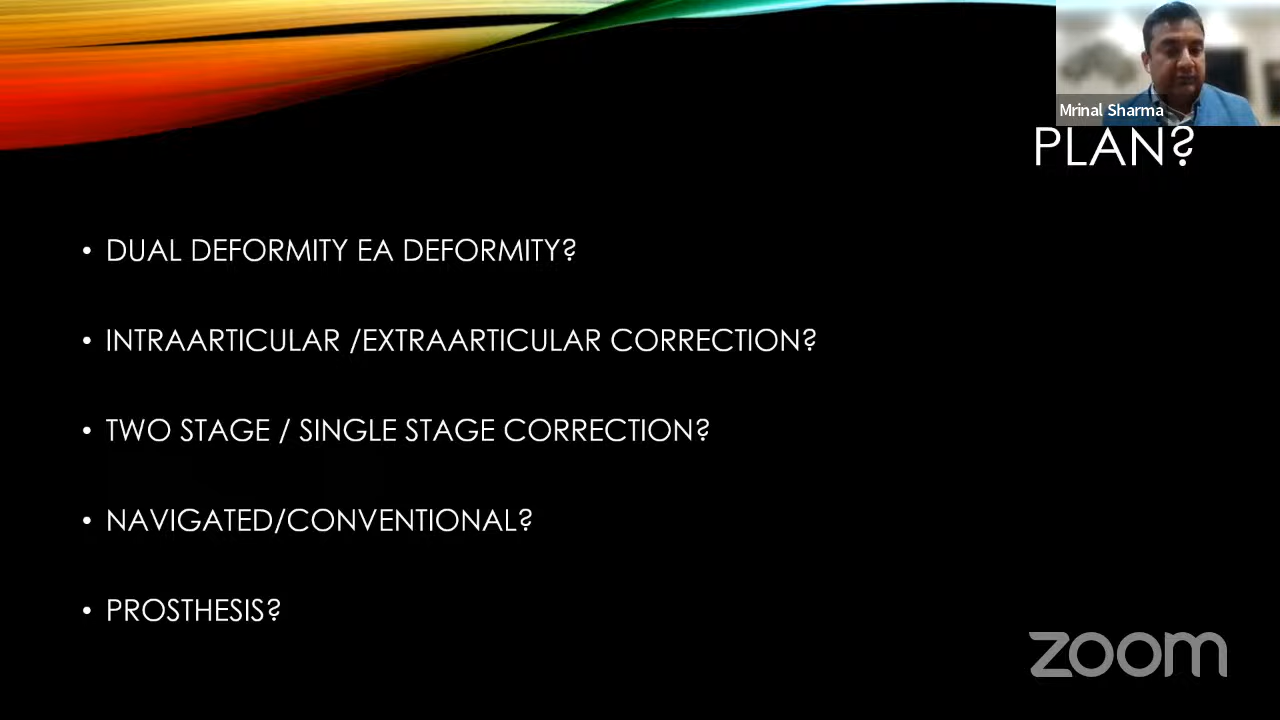 Mrinal Sharma
PLAN?
• DUAL DEFORMITY EA DEFORMITY?
• INTRAARTICULAR /EXTRAARTICULAR CORRECTION?
• TWO STAGE / SINGLE STAGE CORRECTION?
• NAVIGATED/CONVENTIONAL?
• PROSTHESIS?
zoom